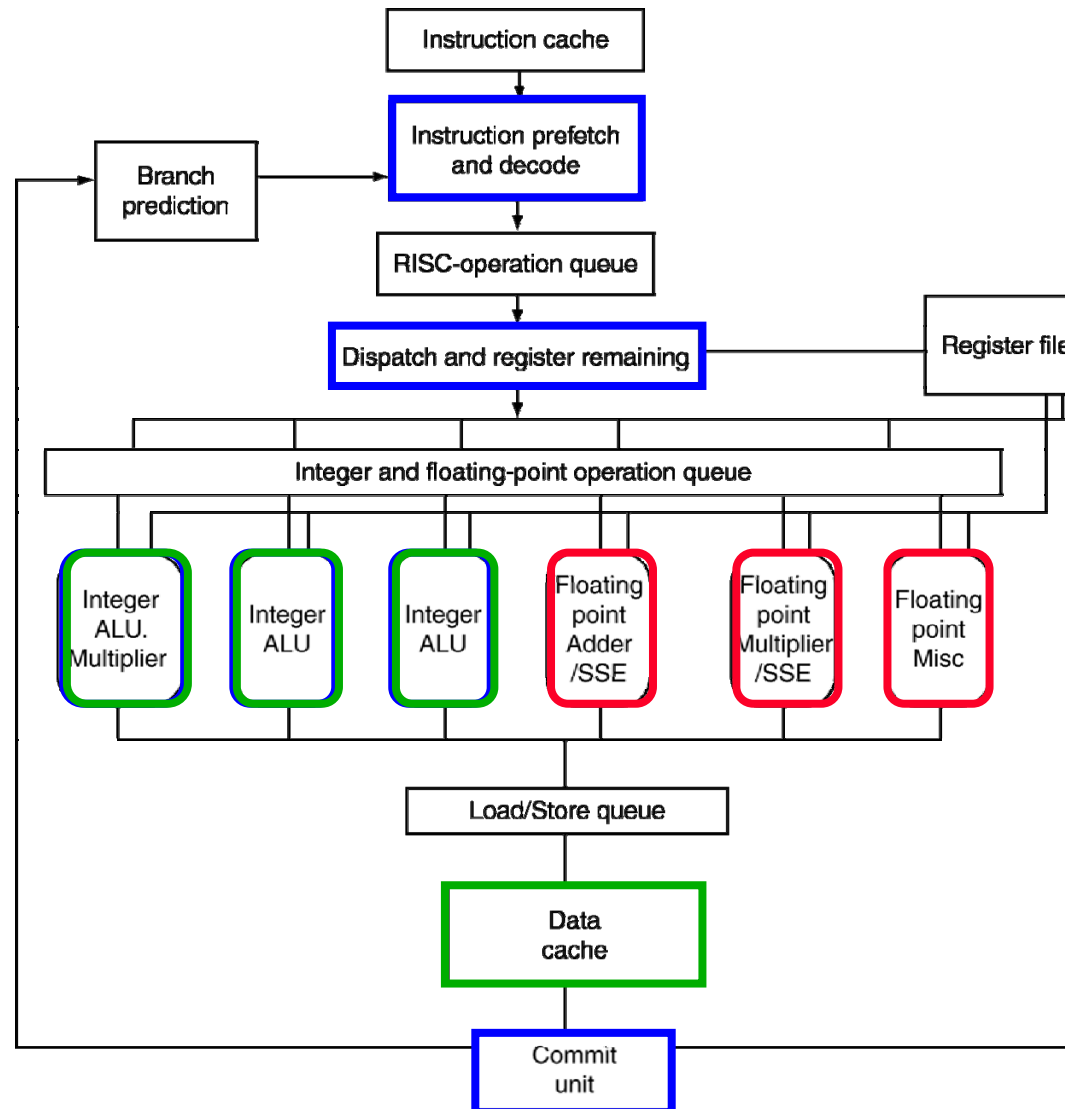 Instruction cache
Instruction prefetch
and decode
Branch
prediction
RISC-operation queue
Dispatch and register remaining
Register file
Integer and floating-point operation queue
Integer
ALU.
Multiplier
Integer
ALU
Integer
ALU
Floating
point
Adder
/SSE
Floating
point
Multiplier
/SSE
Floating
point
Misc
Load/Store queue
Data
cache
Commit
unit